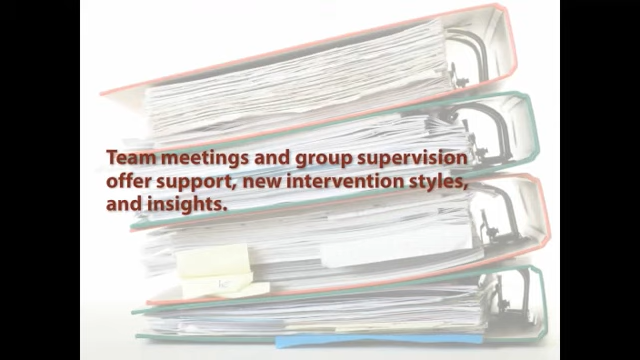 Team meetings and group supervision
offer support, new intervention styles,
and insights.